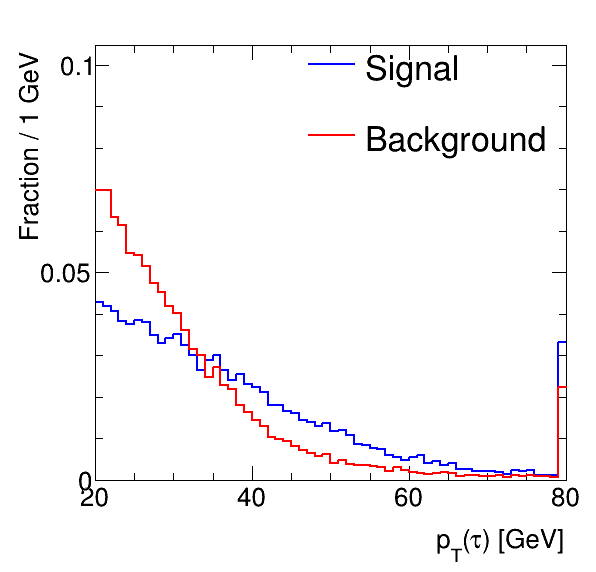 Fraction / 1 GeV
0.1
0.05
0
Signal
Background
20
40
60
80
p_T(τ) [GeV]